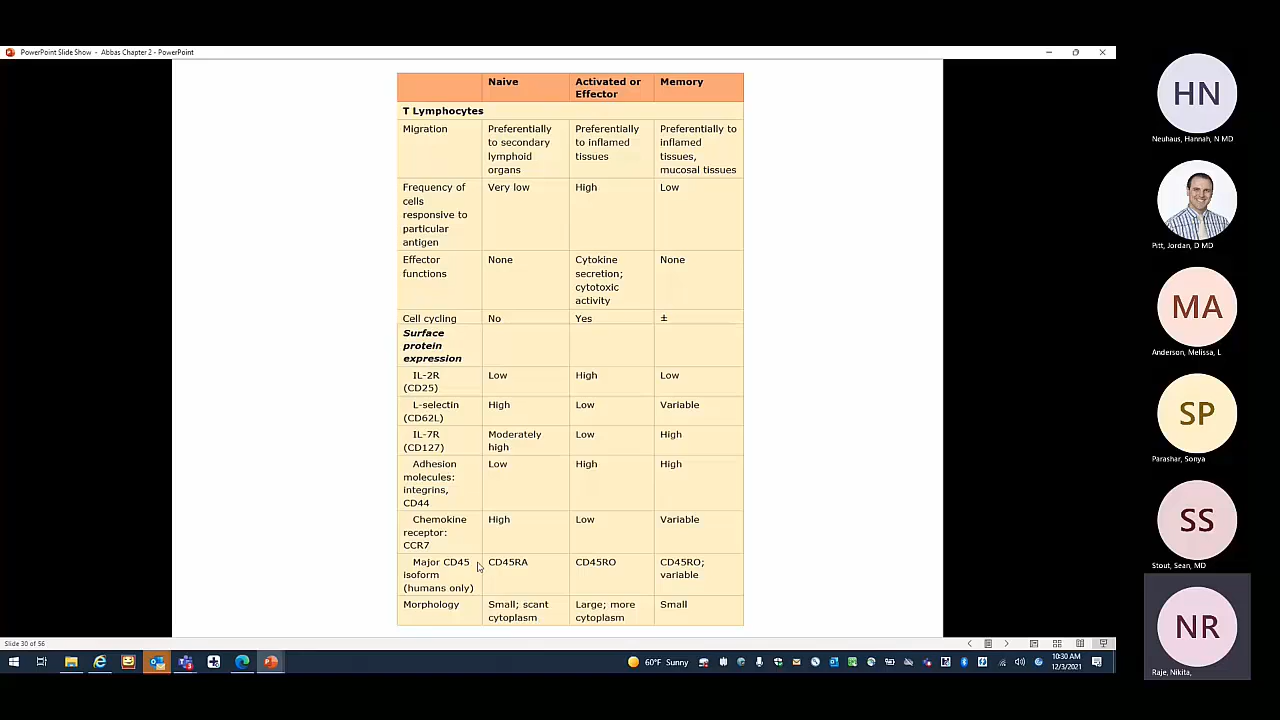 PowerPoint Slide Show - Abbas Chapter 2 - PowerPoint
Naive
Activated or
Effector
Memory
T Lymphocytes
Migration
Preferentially
to secondary
lymphoid
organs
Preferentially
to inflamed
tissues
Preferentially to
inflamed
tissues,
mucosal tissues
Frequency of
cells
responsive to
particular
antigen
Very low
High
Low
Effector
functions
None
Cytokine
secretion;
cytotoxic
activity
None
Cell cycling
No
Yes
±
Surface
protein
expression
IL-2R
(CD25)
Low
High
Low
L-selectin
(CD62L)
High
Low
Variable
IL-7R
(CD127)
Moderately
high
Low
High
Adhesion
molecules:
integrins,
CD44
Low
High
High
Chemokine
receptor:
CCR7
High
Low
Variable
Major CD45
isoform
(humans only)
CD45RA
CD45RO
CD45RO;
variable
Morphology
Small; scant
cytoplasm
Large; more
cytoplasm
Small
Slide 30 of 56
60°F Sunny
10:30 AM
12/3/2021
HN
Neuhaus, Hannah, N MD
Pitt, Jordan, D MD
MA
Anderson, Melissa, L
SP
Parashar, Sonya
SS
Stout, Sean, MD
NR
Raje, Nikita,